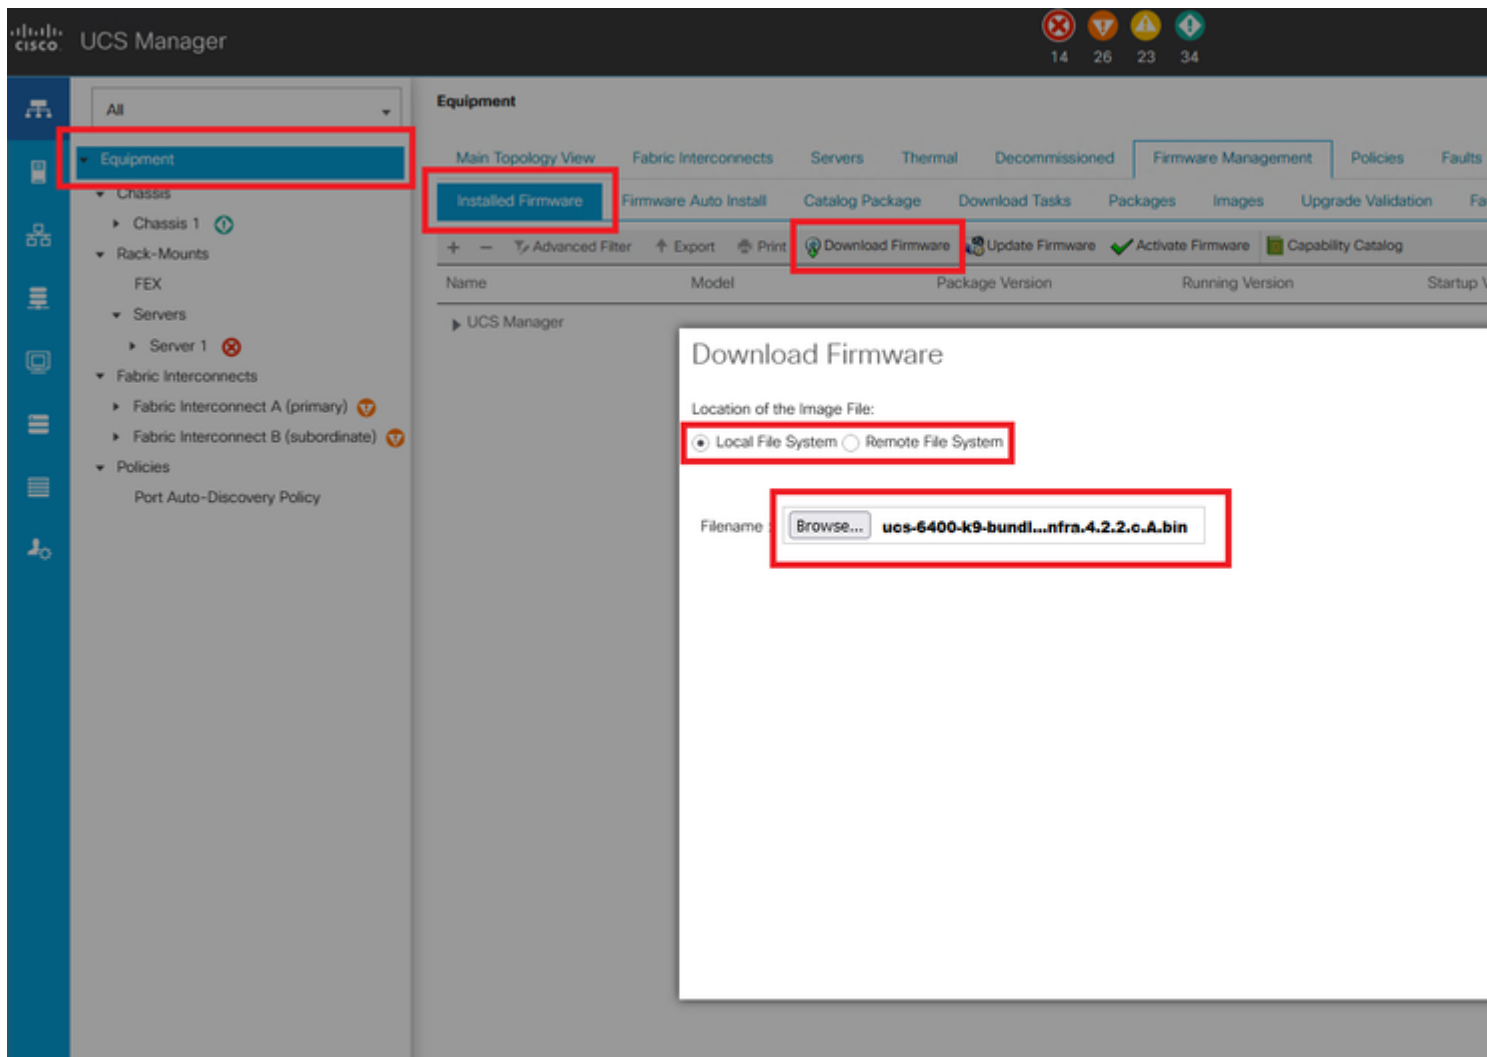 cisco UCS Manager
14 26 23 34
All
Equipment
Chassis
Chassis 1
Rack-Mounts
FEX
Servers
Server 1
Fabric Interconnects
Fabric Interconnect A (primary)
Fabric Interconnect B (subordinate)
Policies
Port Auto-Discovery Policy
Equipment
Main Topology View Fabric Interconnects Servers Thermal Decommissioned Firmware Management Policies Faults
Installed Firmware Firmware Auto Install Catalog Package Download Tasks Packages Images Upgrade Validation Fa
+ − Advanced Filter Export Print Download Firmware Update Firmware Activate Firmware Capability Catalog
Name Model Package Version Running Version Startup V
UCS Manager
Download Firmware
Location of the Image File:
Local File System Remote File System
Filename : Browse... ucs-6400-k9-bundl...nfra.4.2.2.c.A.bin